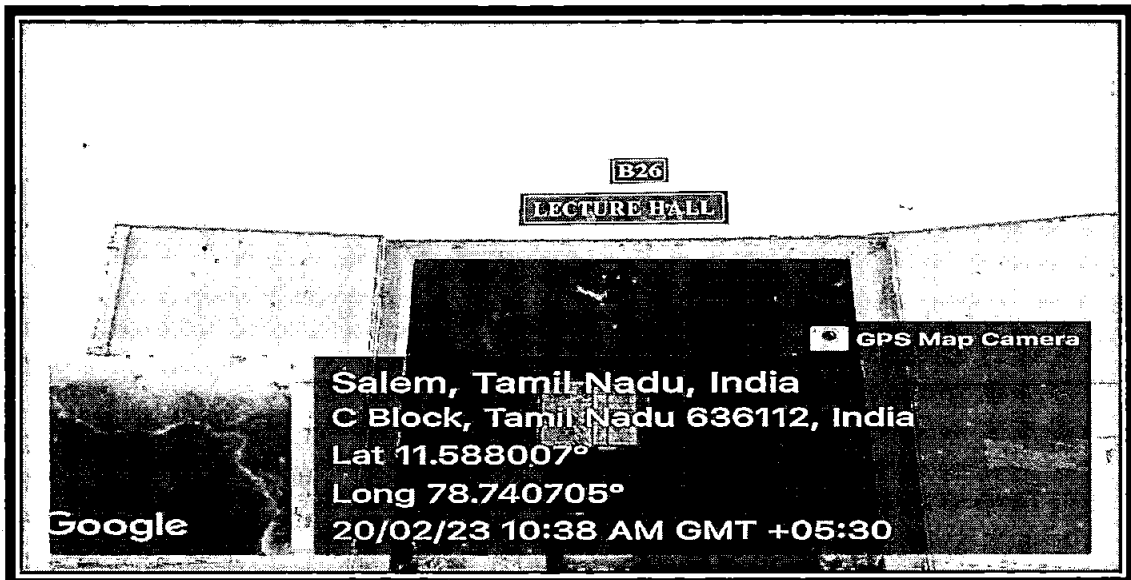 B26
LECTURE HALL
GPS Map Camera
Salem, Tamil Nadu, India
C Block, Tamil Nadu 636112, India
Lat 11.588007°
Long 78.740705°
20/02/23 10:38 AM GMT +05:30
Google